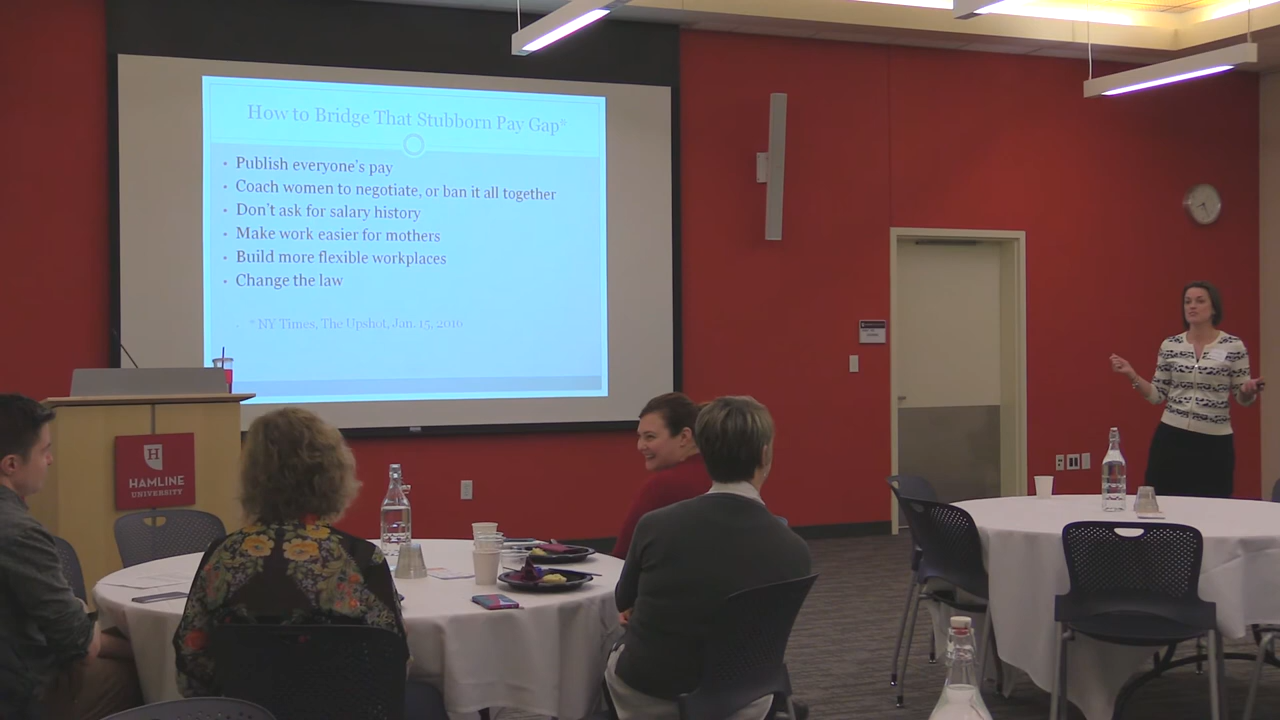 How to Bridge That Stubborn Pay Gap*
• Publish everyone's pay
• Coach women to negotiate, or ban it all together
• Don't ask for salary history
• Make work easier for mothers
• Build more flexible workplaces
• Change the law
*NY Times, The Upshot, Jan. 15, 2016
H
HAMLINE
UNIVERSITY